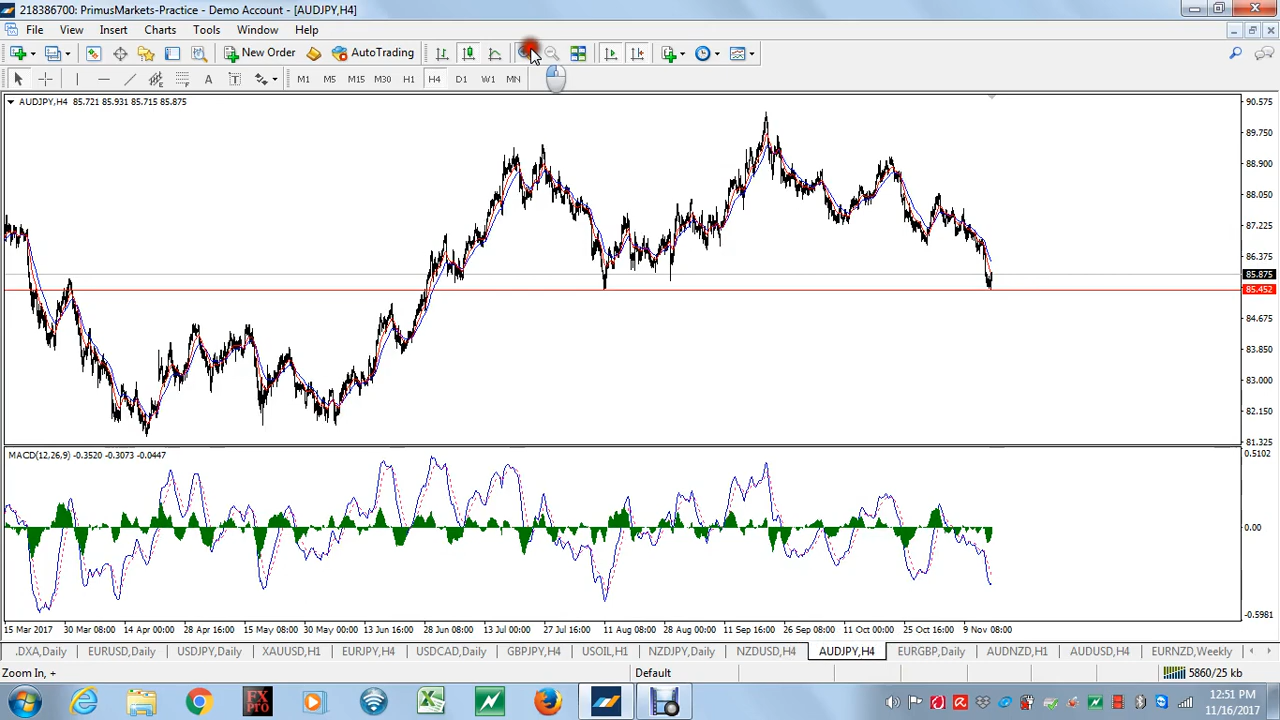 218386700: PrimusMarkets-Practice - Demo Account - [AUDJPY,H4]
File View Insert Charts Tools Window Help
New Order AutoTrading
A M1 M5 M15 M30 H1 H4 D1 W1 MN
AUDJPY,H4 85.721 85.931 85.715 85.875
90.575
89.750
88.900
88.050
87.225
86.375
85.875
85.452
84.675
83.850
83.000
82.150
81.325
MACD(12,26,9) -0.3520 -0.3073 -0.0447
0.5102
0.00
-0.5981
15 Mar 2017 30 Mar 08:00 14 Apr 00:00 28 Apr 16:00 15 May 08:00 30 May 00:00 13 Jun 16:00 28 Jun 08:00 13 Jul 00:00 27 Jul 16:00 11 Aug 08:00 28 Aug 00:00 11 Sep 16:00 26 Sep 08:00 11 Oct 00:00 25 Oct 16:00 9 Nov 08:00
.DXA,Daily EURUSD,Daily USDJPY,Daily XAUUSD,H1 EURJPY,H4 USDCAD,Daily GBPJPY,H4 USOIL,H1 NZDJPY,Daily NZDUSD,H4 AUDJPY,H4 EURGBP,Daily AUDNZD,H1 AUDUSD,H4 EURNZD,Weekly
Zoom In, + Default 5860/25 kb
FX
Pro
12:51 PM
11/16/2017